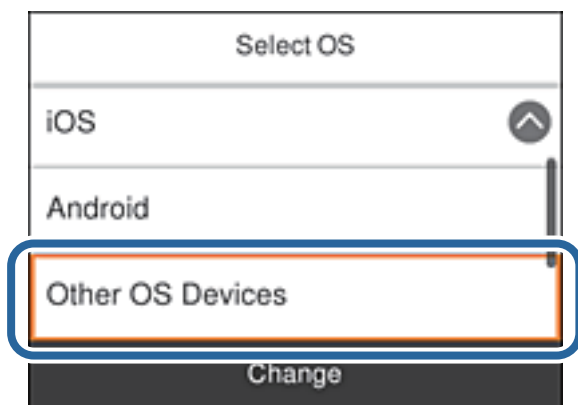 Select OS
iOS
Android
Other OS Devices
Change